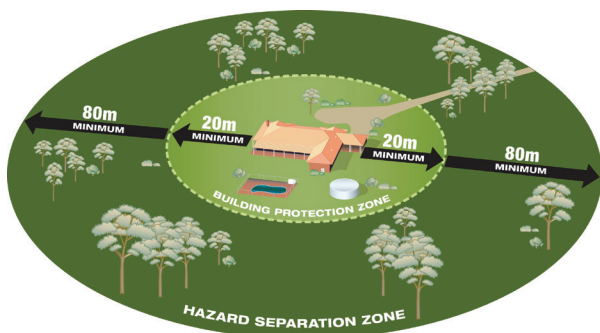 80m
MINIMUM
20m
MINIMUM
20m
MINIMUM
80m
MINIMUM
BUILDING PROTECTION ZONE
HAZARD SEPARATION ZONE